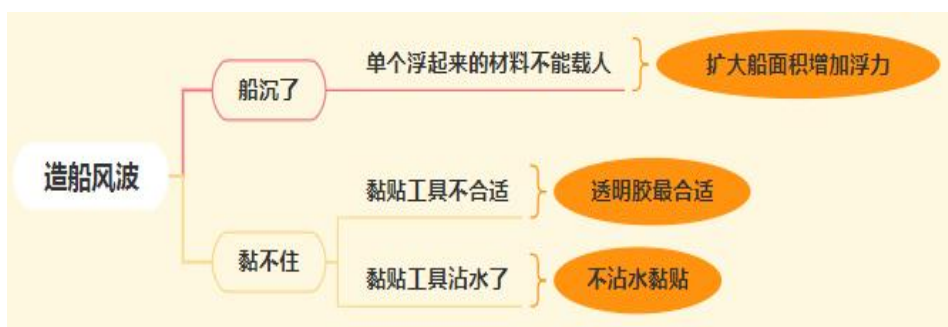 造船风波
船沉了
单个浮起来的材料不能载人
扩大船面积增加浮力
黏不住
黏贴工具不合适
透明胶最合适
黏贴工具沾水了
不沾水黏贴